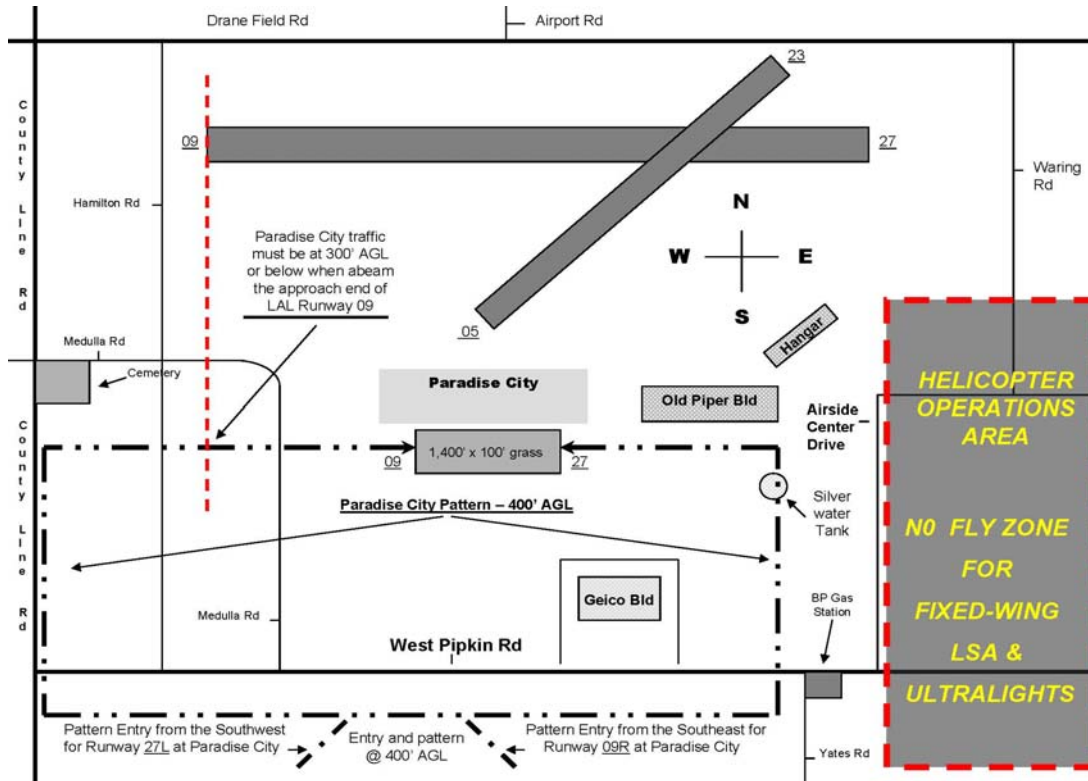 Drane Field Rd
Airport Rd
23
County Line Rd
09
27
Waring
Rd
Hamilton Rd
N
Paradise City traffic
must be at 300' AGL
or below when abeam
the approach end of
LAL Runway 09
W
E
S
05
Hangar
Medulla Rd
Cemetery
Paradise City
Old Piper Bld
Airside
Center
Drive
HELICOPTER
OPERATIONS
AREA
County Line Rd
1,400' x 100' grass
09
27
Paradise City Pattern – 400' AGL
Silver
water
Tank
N0 FLY ZONE
FOR
FIXED-WING
LSA &
ULTRALIGHTS
Geico Bld
BP Gas
Station
Medulla Rd
West Pipkin Rd
Pattern Entry from the Southwest
for Runway 27L at Paradise City
Entry and pattern
@ 400' AGL
Pattern Entry from the Southeast for
Runway 09R at Paradise City
Yates Rd